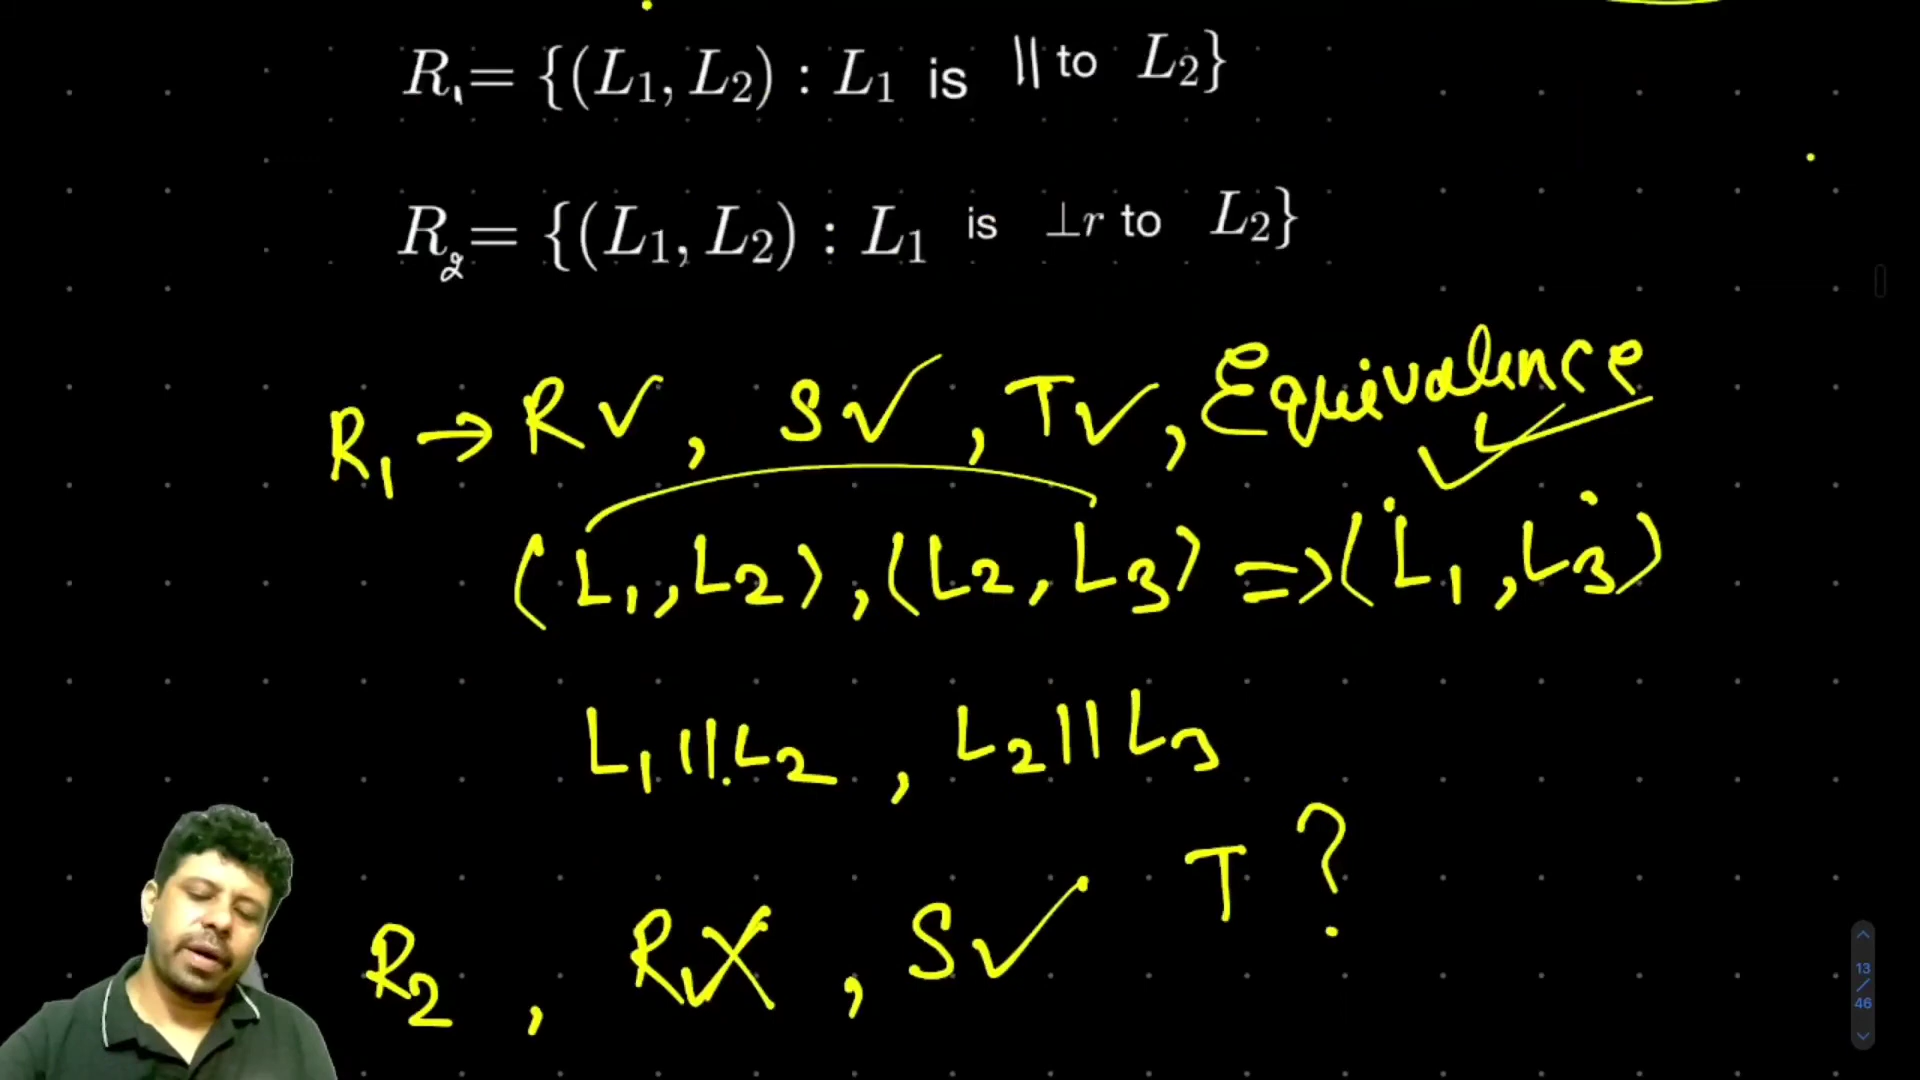 R₁= {(L₁, L₂) : L₁ is || to L₂}
R₂= {(L₁, L₂) : L₁ is ⊥r to L₂}
R₁ → R ✓, S ✓, T ✓, Equivalence ✓
(L₁, L₂), (L₂, L₃) => (L₁, L₃)
L₁ || L₂, L₂ || L₃
R₂, R ✗, S ✓ T ?
13
/
46